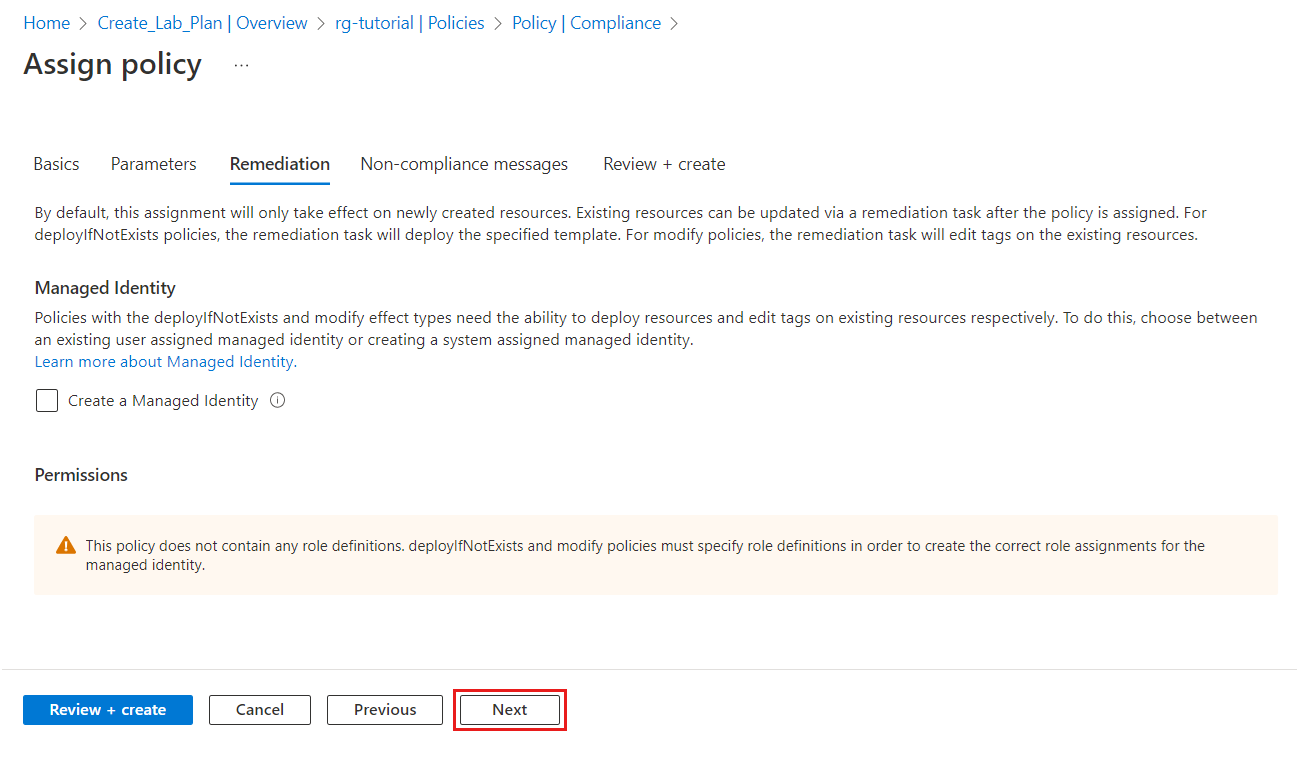 Home > Create_Lab_Plan | Overview > rg-tutorial | Policies > Policy | Compliance >
Assign policy ...
Basics Parameters Remediation Non-compliance messages Review + create
By default, this assignment will only take effect on newly created resources. Existing resources can be updated via a remediation task after the policy is assigned. For
deployIfNotExists policies, the remediation task will deploy the specified template. For modify policies, the remediation task will edit tags on the existing resources.
Managed Identity
Policies with the deployIfNotExists and modify effect types need the ability to deploy resources and edit tags on existing resources respectively. To do this, choose between
an existing user assigned managed identity or creating a system assigned managed identity.
Learn more about Managed Identity.
Create a Managed Identity
Permissions
This policy does not contain any role definitions. deployIfNotExists and modify policies must specify role definitions in order to create the correct role assignments for the
managed identity.
Review + create Cancel Previous Next